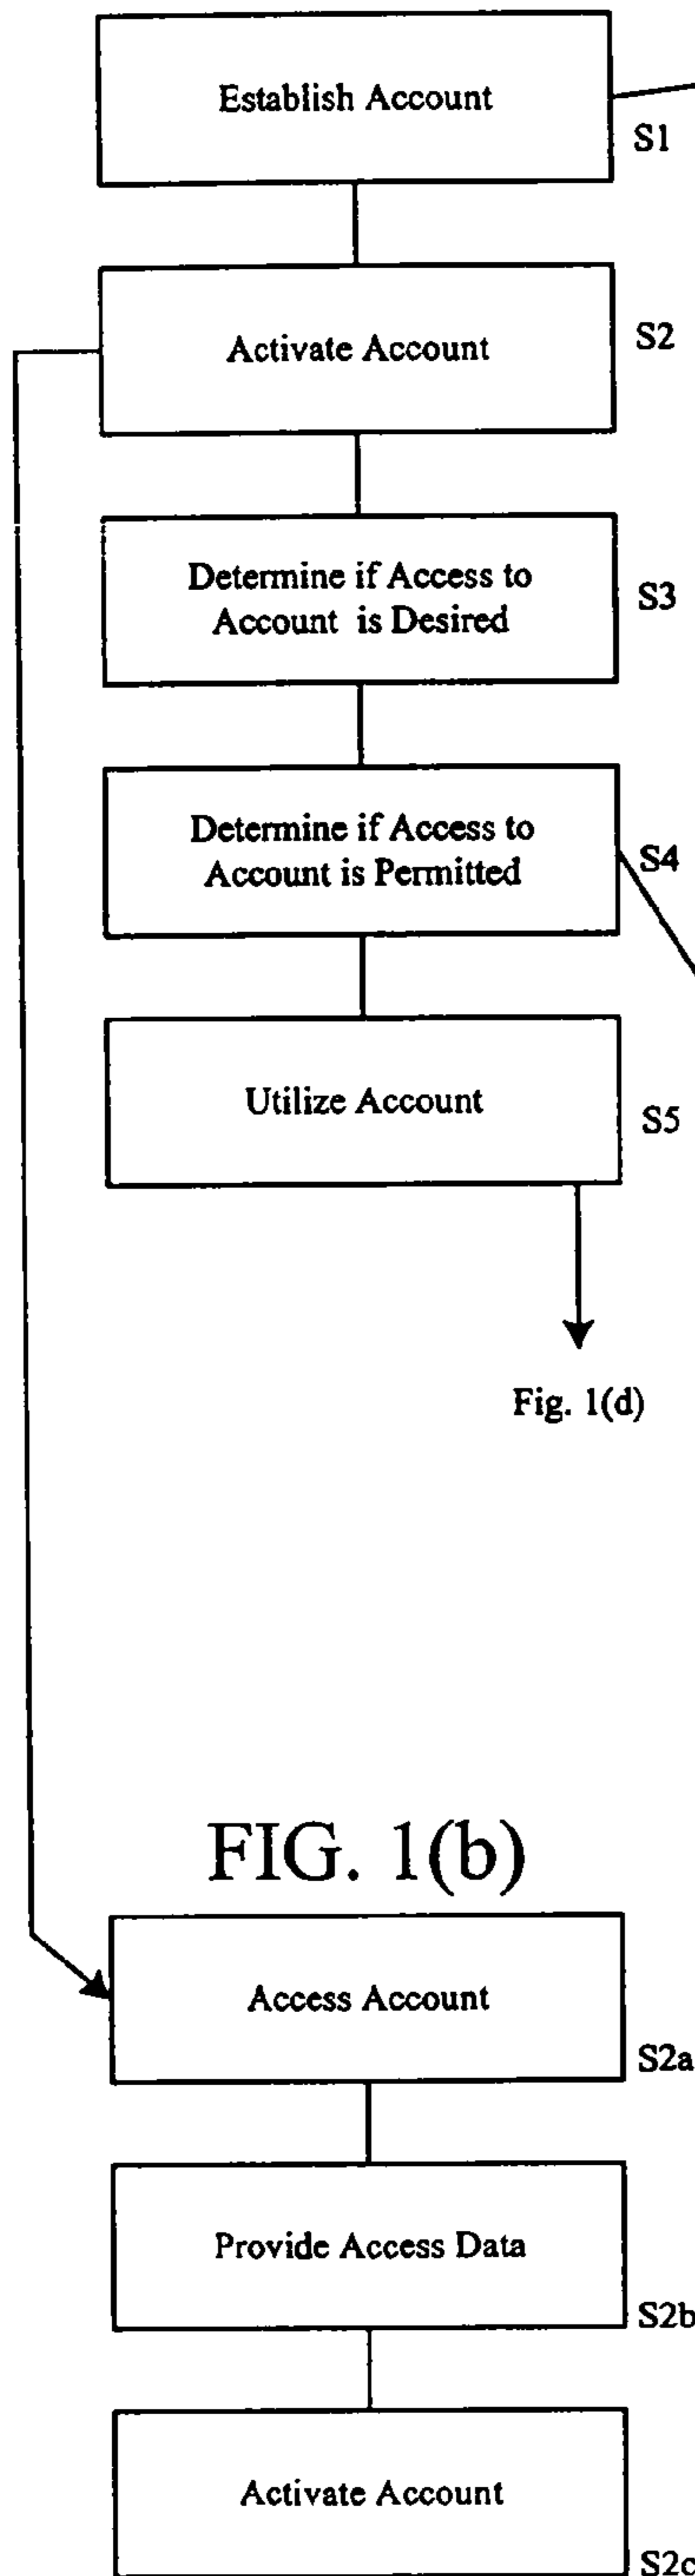 Establish Account
S1
Activate Account
S2
Determine if Access to
Account is Desired
S3
Determine if Access to
Account is Permitted
S4
Utilize Account
S5
Fig. 1(d)
FIG. 1(b)
Access Account
S2a
Provide Access Data
S2b
Activate Account
S2c